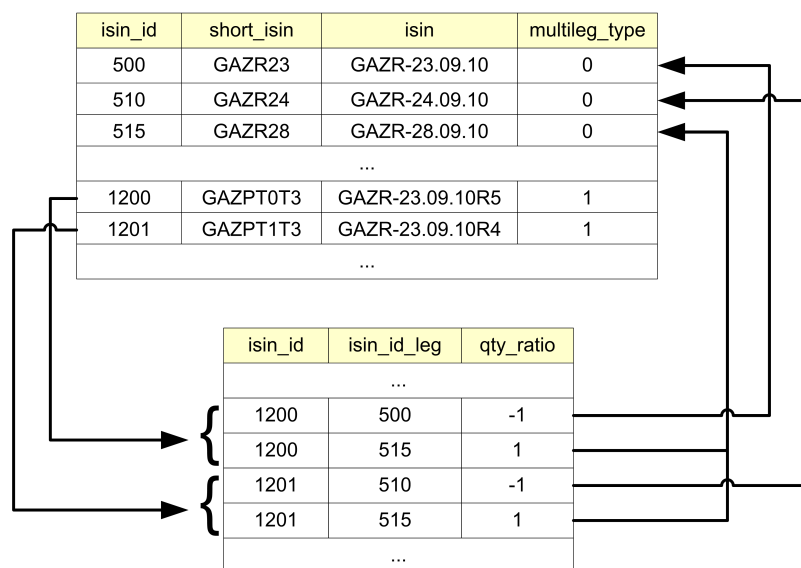 isin_id short_isin isin multileg_type
500 GAZR23 GAZR-23.09.10 0
510 GAZR24 GAZR-24.09.10 0
515 GAZR28 GAZR-28.09.10 0
...
1200 GAZPT0T3 GAZR-23.09.10R5 1
1201 GAZPT1T3 GAZR-23.09.10R4 1
...
isin_id isin_id_leg qty_ratio
...
1200 500 -1
1200 515 1
1201 510 -1
1201 515 1
...